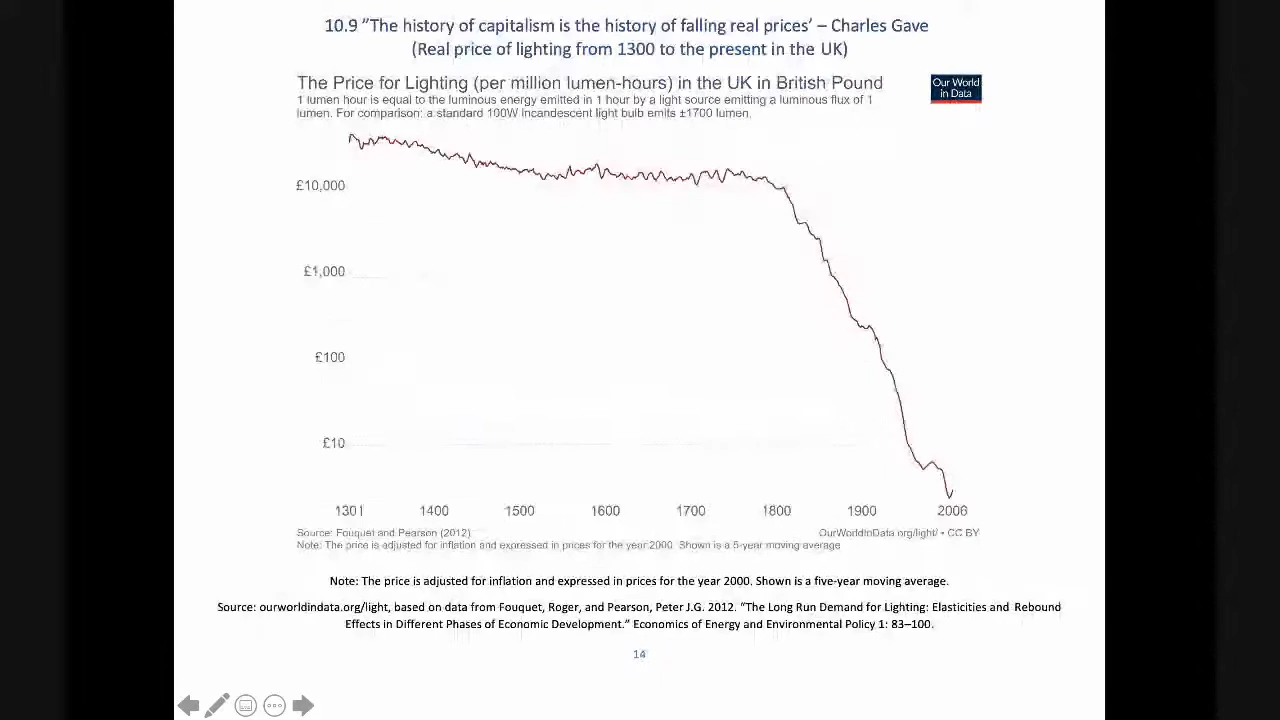 10.9 ”The history of capitalism is the history of falling real prices’ – Charles Gave
(Real price of lighting from 1300 to the present in the UK)
The Price for Lighting (per million lumen-hours) in the UK in British Pound
Our World
in Data
1 lumen hour is equal to the luminous energy emitted in 1 hour by a light source emitting a luminous flux of 1
lumen. For comparison: a standard 100W incandescent light bulb emits ±1700 lumen.
£10,000
£1,000
£100
£10
1301 1400 1500 1600 1700 1800 1900 2006
Source: Fouquet and Pearson (2012)
OurWorldInData.org/light/ • CC BY
Note: The price is adjusted for inflation and expressed in prices for the year 2000. Shown is a 5-year moving average
Note: The price is adjusted for inflation and expressed in prices for the year 2000. Shown is a five-year moving average.
Source: ourworldindata.org/light, based on data from Fouquet, Roger, and Pearson, Peter J.G. 2012. “The Long Run Demand for Lighting: Elasticities and Rebound
Effects in Different Phases of Economic Development.” Economics of Energy and Environmental Policy 1: 83–100.
14